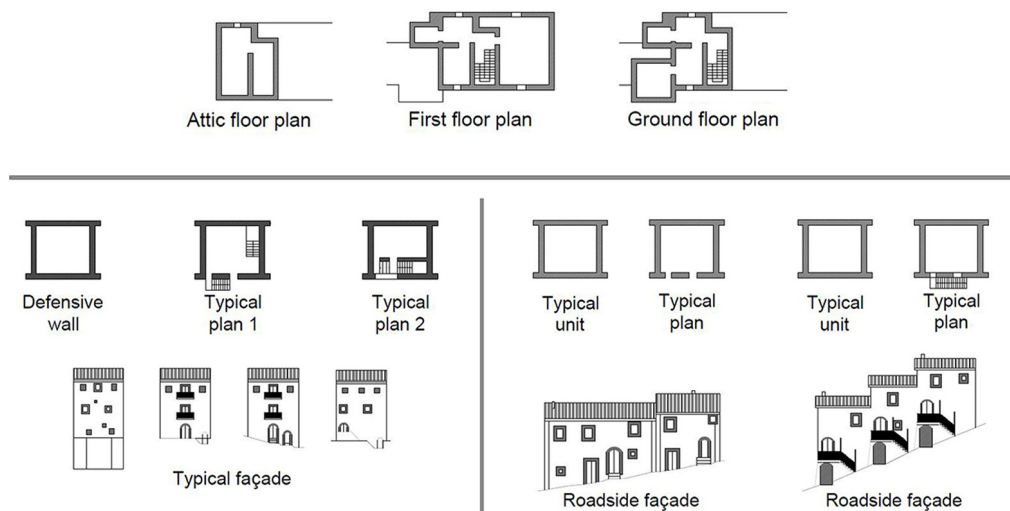 Attic floor plan
First floor plan
Ground floor plan
Defensive
wall
Typical
plan 1
Typical
plan 2
Typical façade
Typical
unit
Typical
plan
Typical
unit
Typical
plan
Roadside façade
Roadside façade